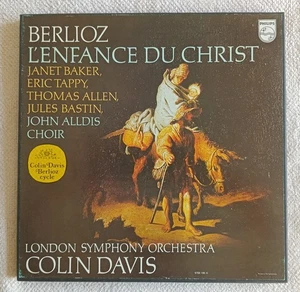 PHILIPS
BERLIOZ
L'ENFANCE DU CHRIST
JANET BAKER,
ERIC TAPPY,
THOMAS ALLEN,
JULES BASTIN,
JOHN ALLDIS
CHOIR
Colin Davis
Berlioz
cycle
LONDON SYMPHONY ORCHESTRA
COLIN DAVIS